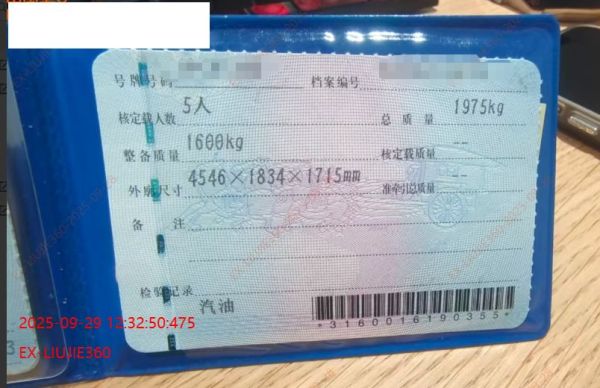 号牌号码 档案编号
核定载人数 5人 总 质 量 1975kg
整备质量 1600kg 核定载质量 --
外廓尺寸 4546×1834×1715mm 准牵引总质量 --
备 注
检验记录
汽油
*3160016190355*
2025-09-29 12:32:50:475
EX-LIUJIE360